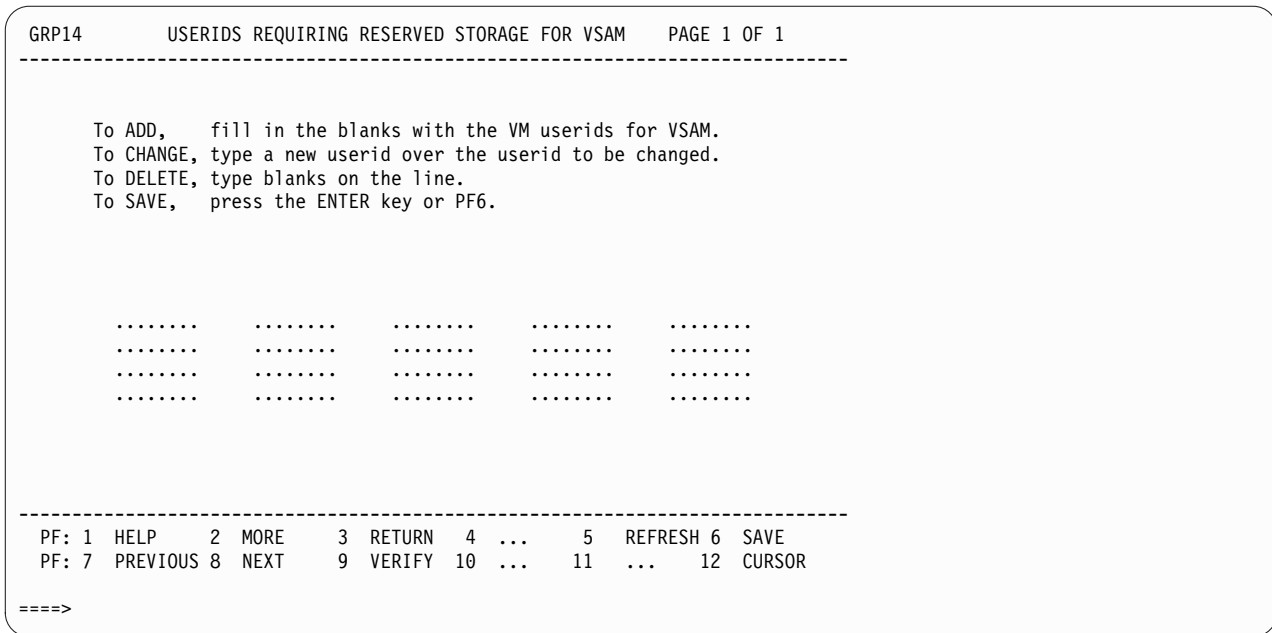 GRP14        USERIDS REQUIRING RESERVED STORAGE FOR VSAM    PAGE 1 OF 1
-------------------------------------------------------------------------------
To ADD,    fill in the blanks with the VM userids for VSAM.
To CHANGE, type a new userid over the userid to be changed.
To DELETE, type blanks on the line.
To SAVE,   press the ENTER key or PF6.
........     ........     ........     ........     ........
........     ........     ........     ........     ........
........     ........     ........     ........     ........
........     ........     ........     ........     ........
-------------------------------------------------------------------------------
PF: 1  HELP     2  MORE     3  RETURN   4  ...     5   REFRESH 6  SAVE
PF: 7  PREVIOUS 8  NEXT     9  VERIFY  10  ...    11   ...    12  CURSOR
====>